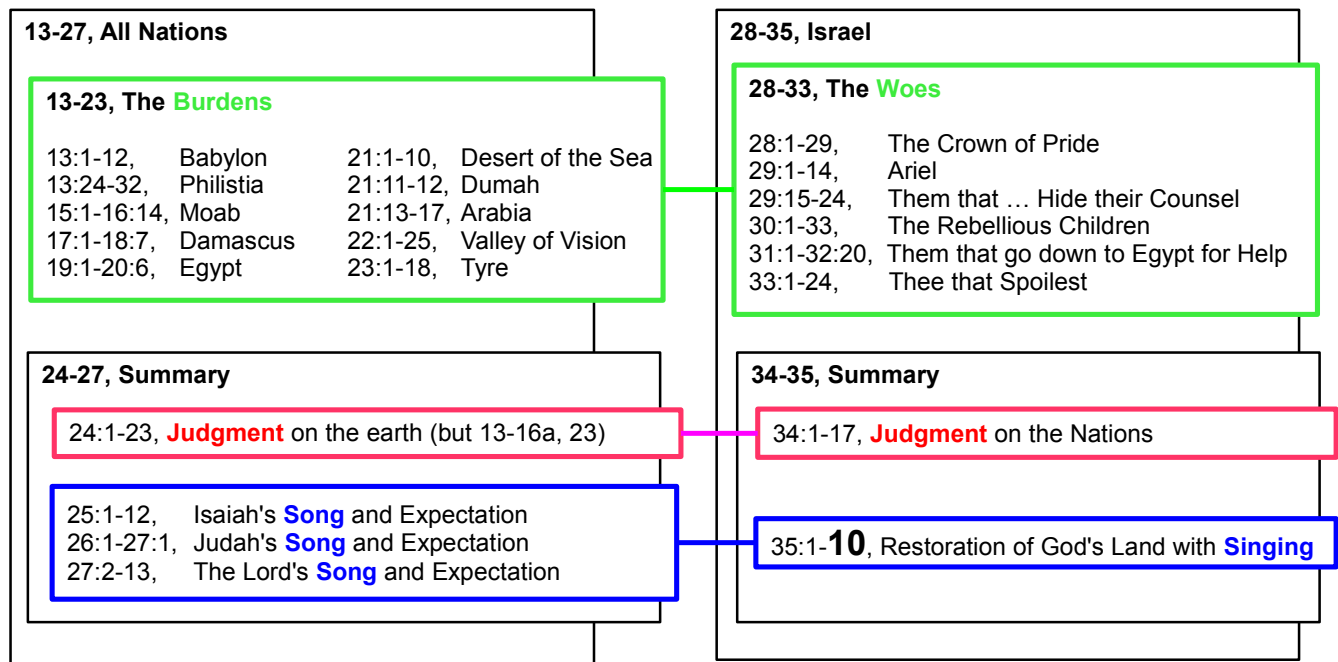 13-27, All Nations
13-23, The Burdens
13:1-12, Babylon
13:24-32, Philistia
15:1-16:14, Moab
17:1-18:7, Damascus
19:1-20:6, Egypt
21:1-10, Desert of the Sea
21:11-12, Dumah
21:13-17, Arabia
22:1-25, Valley of Vision
23:1-18, Tyre
24-27, Summary
24:1-23, Judgment on the earth (but 13-16a, 23)
25:1-12, Isaiah's Song and Expectation
26:1-27:1, Judah's Song and Expectation
27:2-13, The Lord's Song and Expectation
28-35, Israel
28-33, The Woes
28:1-29, The Crown of Pride
29:1-14, Ariel
29:15-24, Them that … Hide their Counsel
30:1-33, The Rebellious Children
31:1-32:20, Them that go down to Egypt for Help
33:1-24, Thee that Spoilest
34-35, Summary
34:1-17, Judgment on the Nations
35:1-10, Restoration of God's Land with Singing